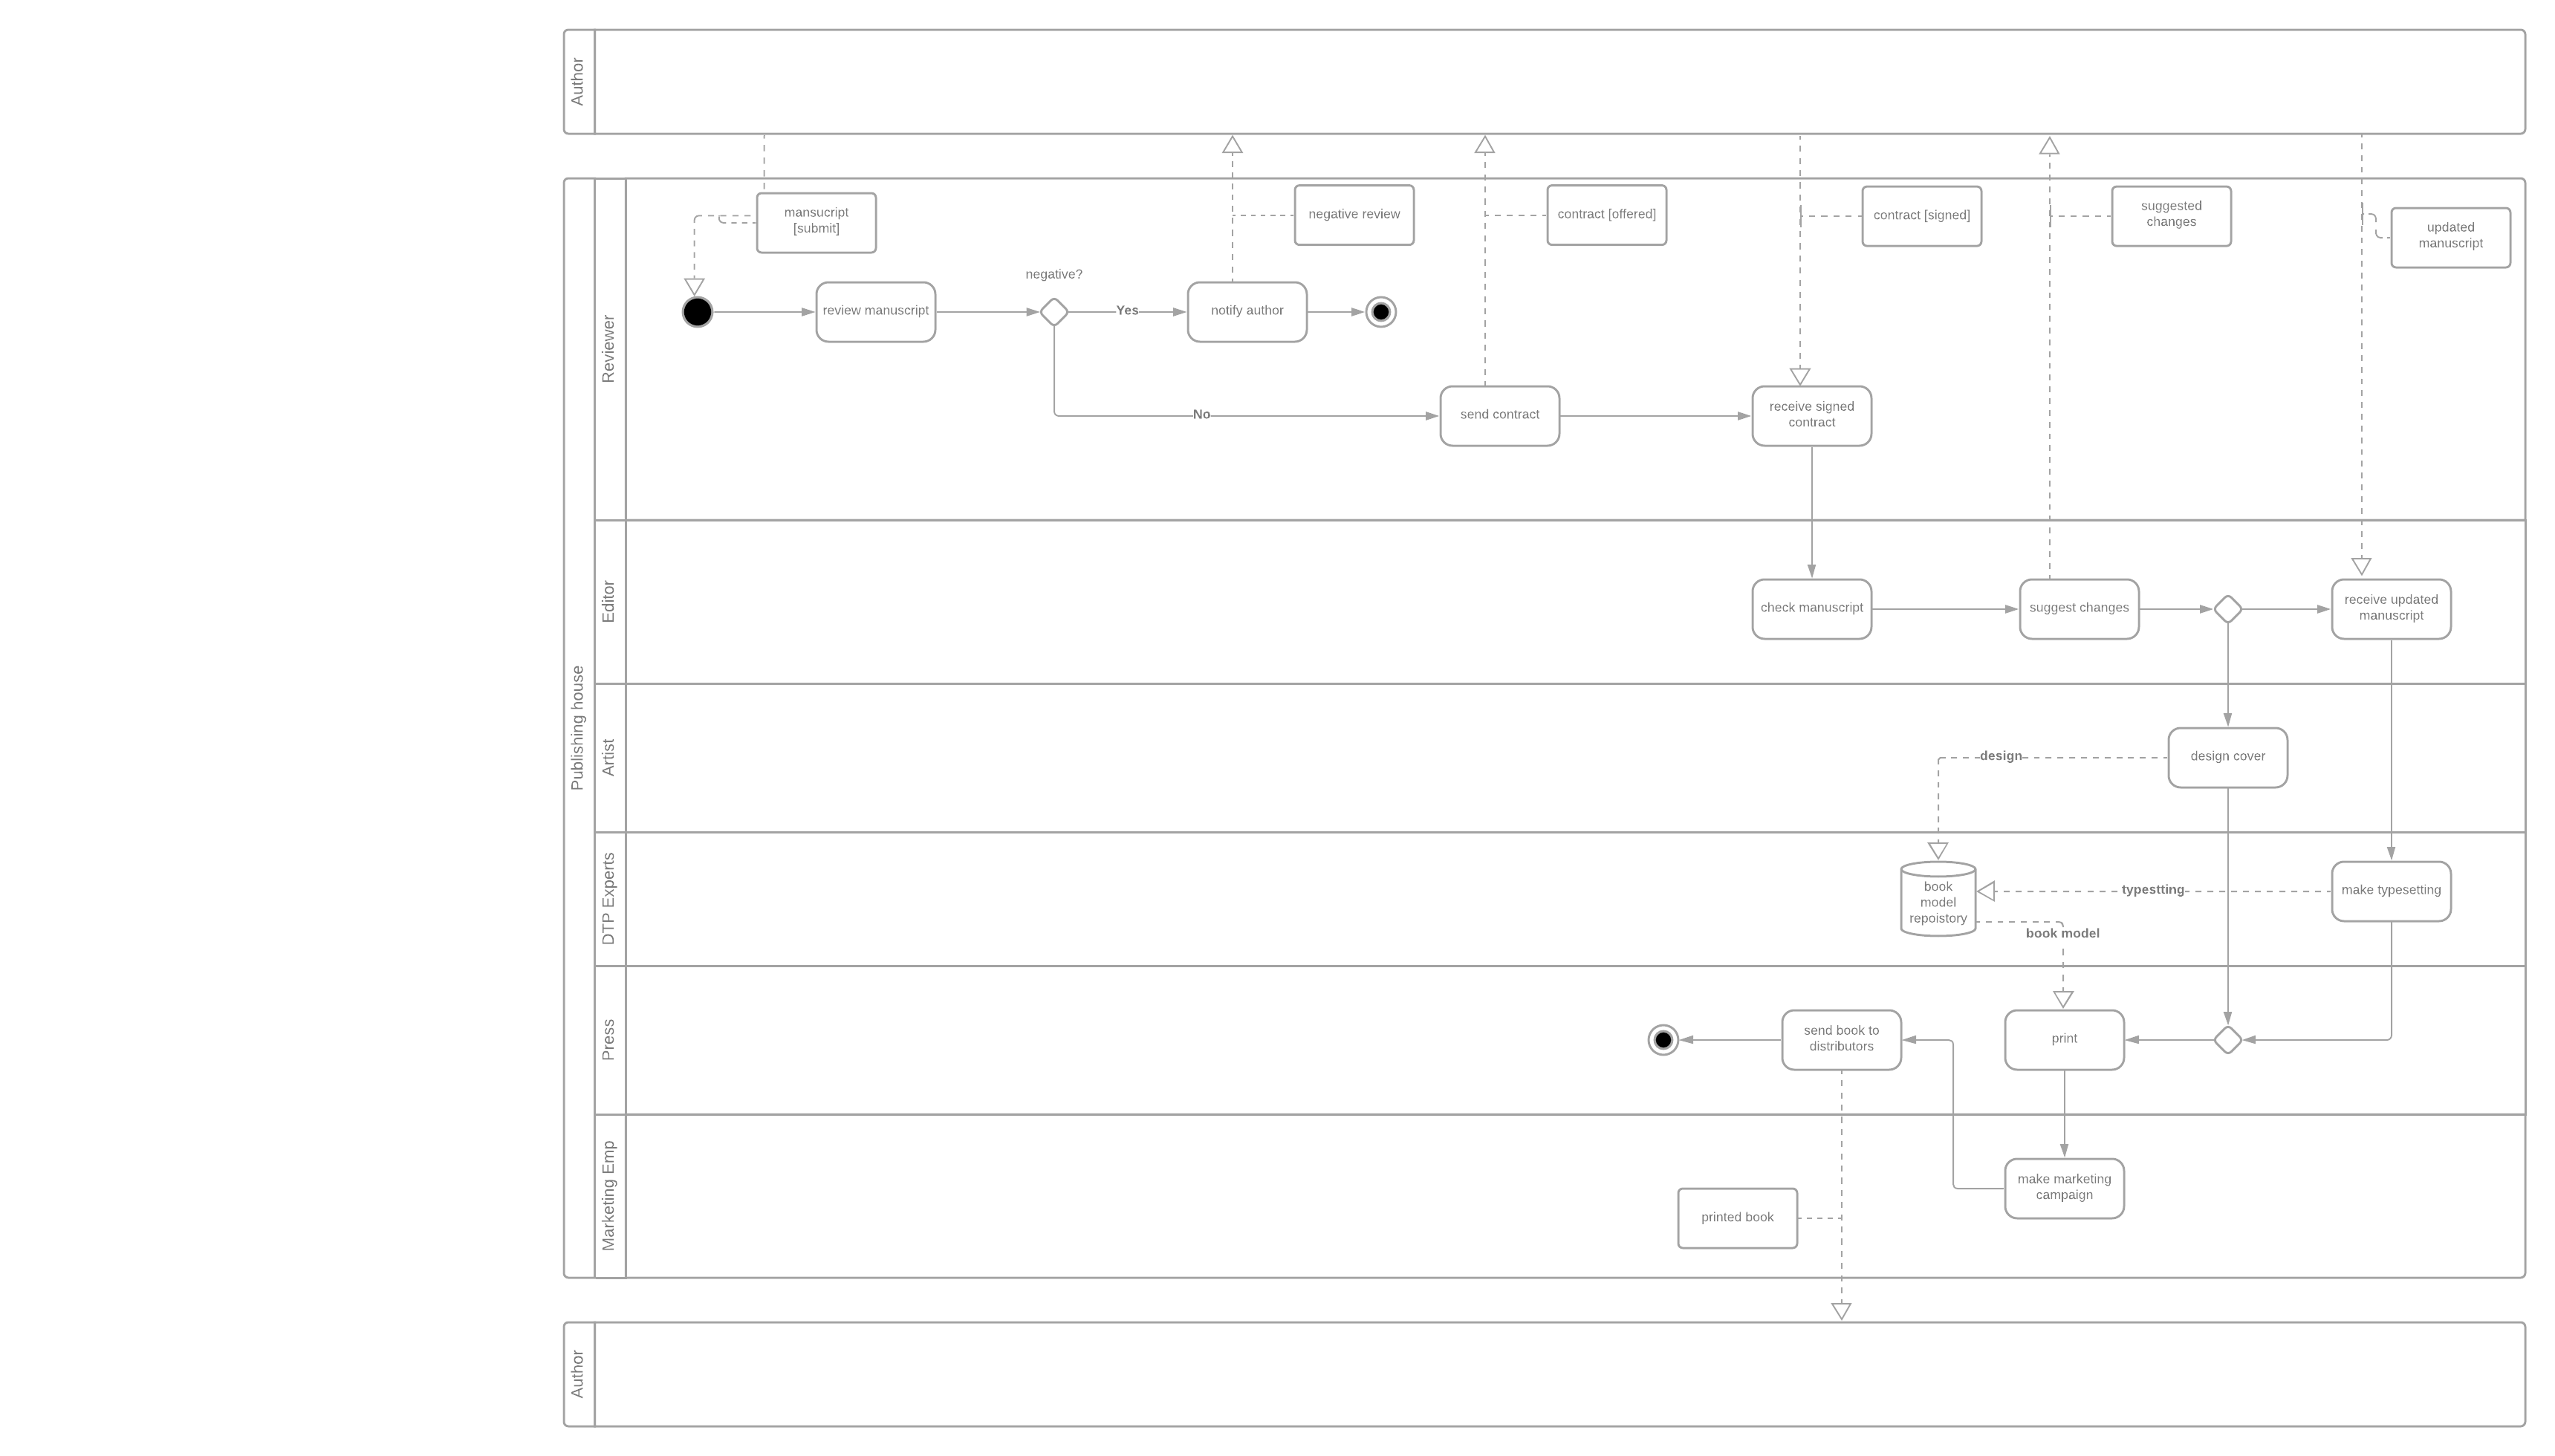 Author
Publishing house
Reviewer
mansucript
[submit]
negative review
contract [offered]
contract [signed]
suggested
changes
updated
manuscript
negative?
review manuscript
Yes
notify author
No
send contract
receive signed
contract
Editor
check manuscript
suggest changes
receive updated
manuscript
Artist
design
design cover
DTP Experts
book
model
repoistory
typestting
make typesetting
book model
Press
send book to
distributors
print
Marketing Emp
make marketing
campaign
printed book
Author